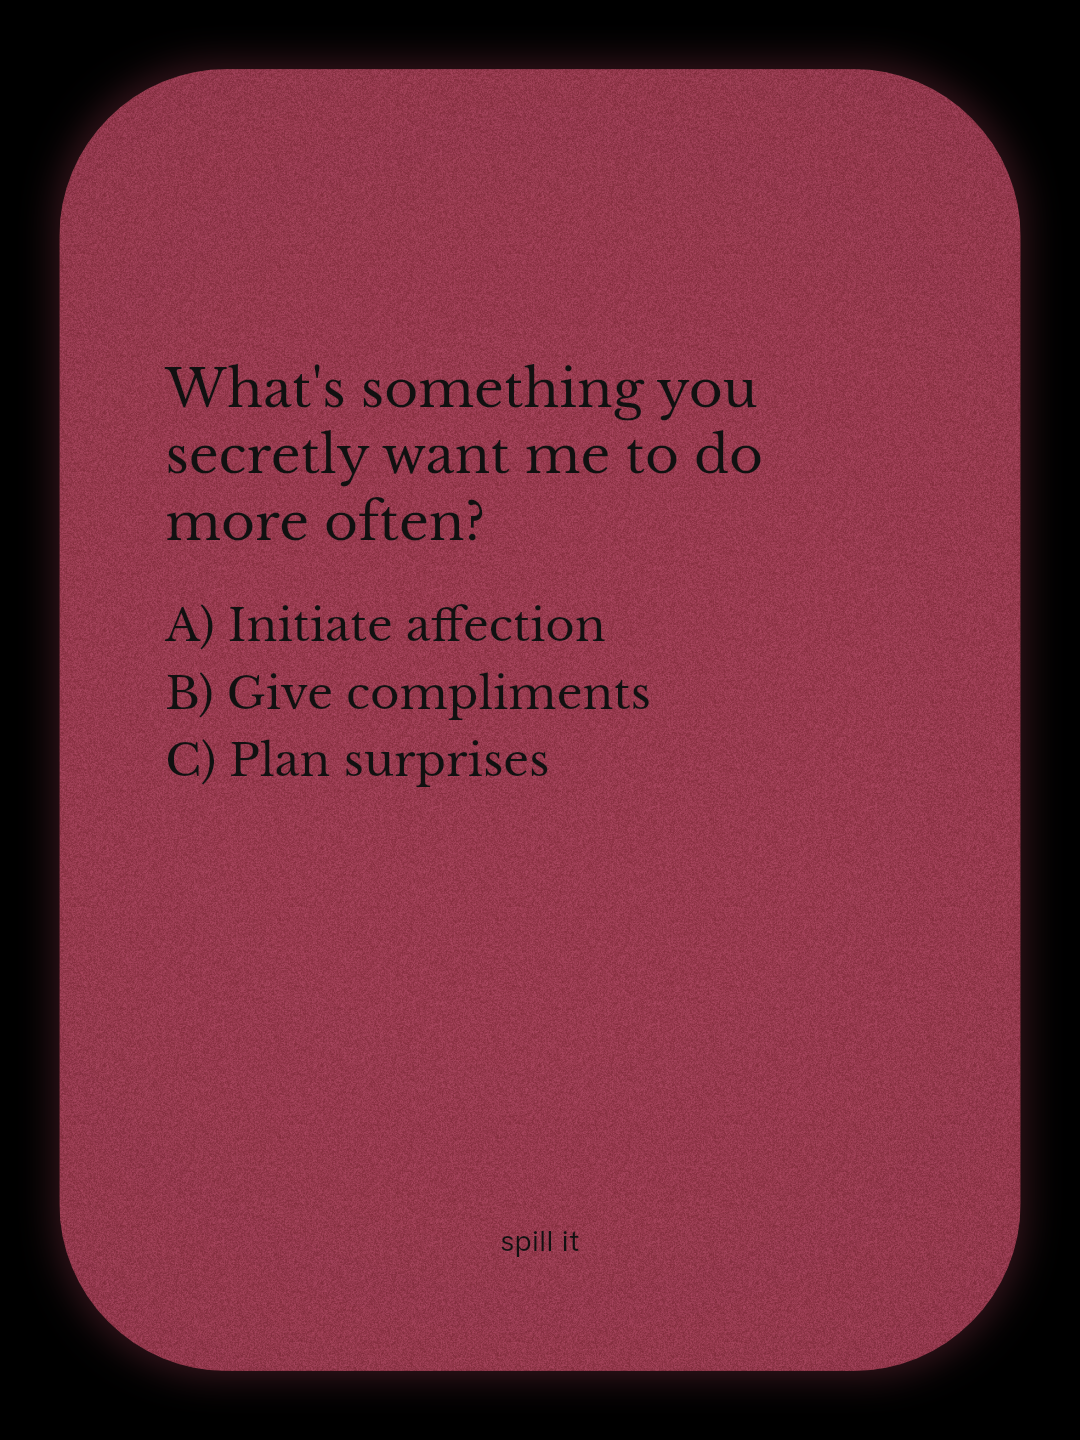 What's something you
secretly want me to do
more often?
A) Initiate affection
B) Give compliments
C) Plan surprises
spill it